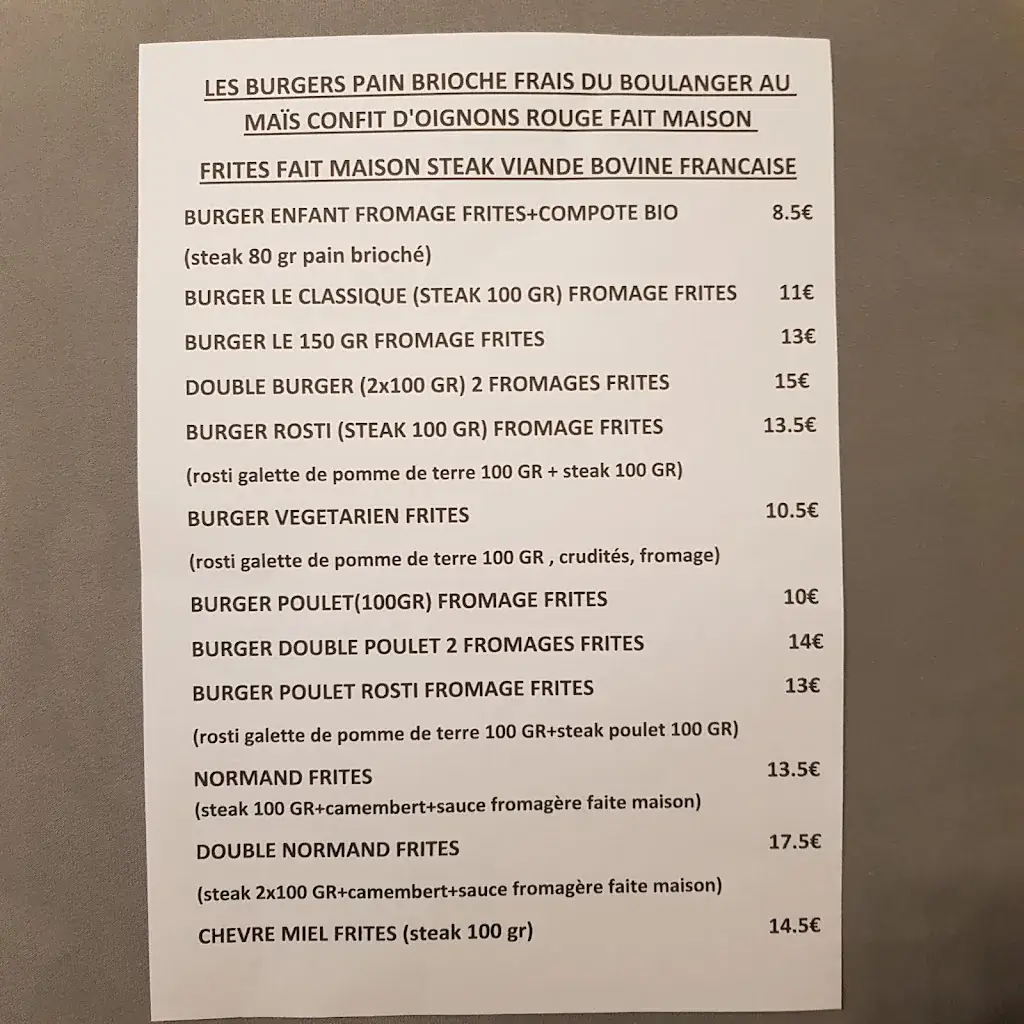 LES BURGERS PAIN BRIOCHE FRAIS DU BOULANGER AU
MAÏS CONFIT D'OIGNONS ROUGE FAIT MAISON
FRITES FAIT MAISON STEAK VIANDE BOVINE FRANCAISE
BURGER ENFANT FROMAGE FRITES+COMPOTE BIO 8.5€
(steak 80 gr pain brioché)
BURGER LE CLASSIQUE (STEAK 100 GR) FROMAGE FRITES 11€
BURGER LE 150 GR FROMAGE FRITES 13€
DOUBLE BURGER (2x100 GR) 2 FROMAGES FRITES 15€
BURGER ROSTI (STEAK 100 GR) FROMAGE FRITES 13.5€
(rosti galette de pomme de terre 100 GR + steak 100 GR)
BURGER VEGETARIEN FRITES 10.5€
(rosti galette de pomme de terre 100 GR , crudités, fromage)
BURGER POULET(100GR) FROMAGE FRITES 10€
BURGER DOUBLE POULET 2 FROMAGES FRITES 14€
BURGER POULET ROSTI FROMAGE FRITES 13€
(rosti galette de pomme de terre 100 GR+steak poulet 100 GR)
NORMAND FRITES 13.5€
(steak 100 GR+camembert+sauce fromagère faite maison)
DOUBLE NORMAND FRITES 17.5€
(steak 2x100 GR+camembert+sauce fromagère faite maison)
CHEVRE MIEL FRITES (steak 100 gr) 14.5€